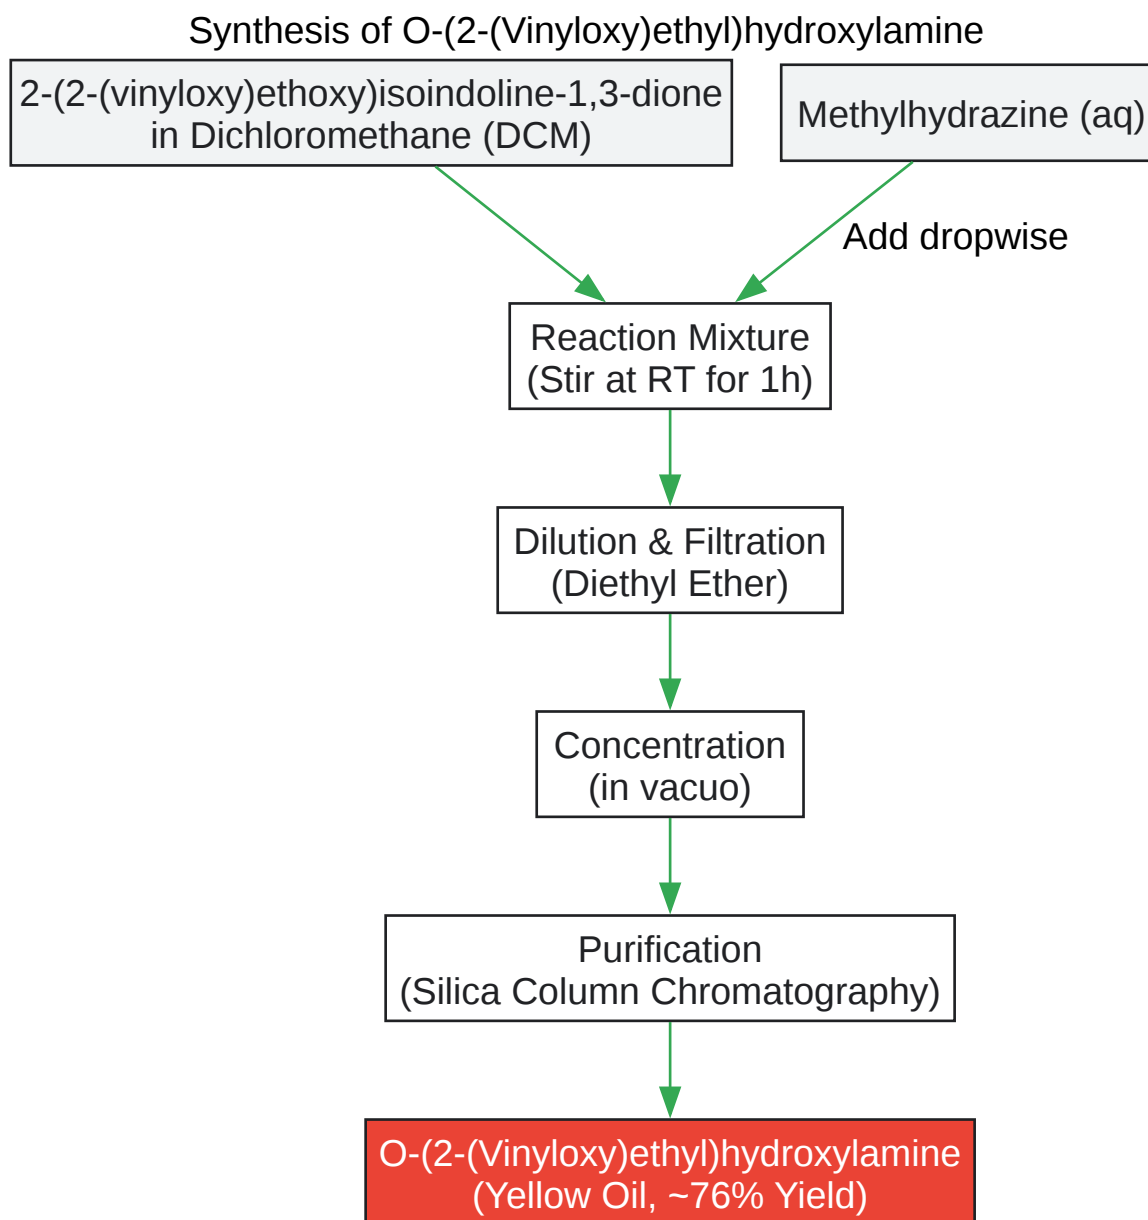 Synthesis of O-(2-(Vinyloxy)ethyl)hydroxylamine
2-(2-(vinyloxy)ethoxy)isoindoline-1,3-dione
in Dichloromethane (DCM)
Methylhydrazine (aq)
Add dropwise
Reaction Mixture
(Stir at RT for 1h)
Dilution & Filtration
(Diethyl Ether)
Concentration
(in vacuo)
Purification
(Silica Column Chromatography)
O-(2-(Vinyloxy)ethyl)hydroxylamine
(Yellow Oil, ~76% Yield)